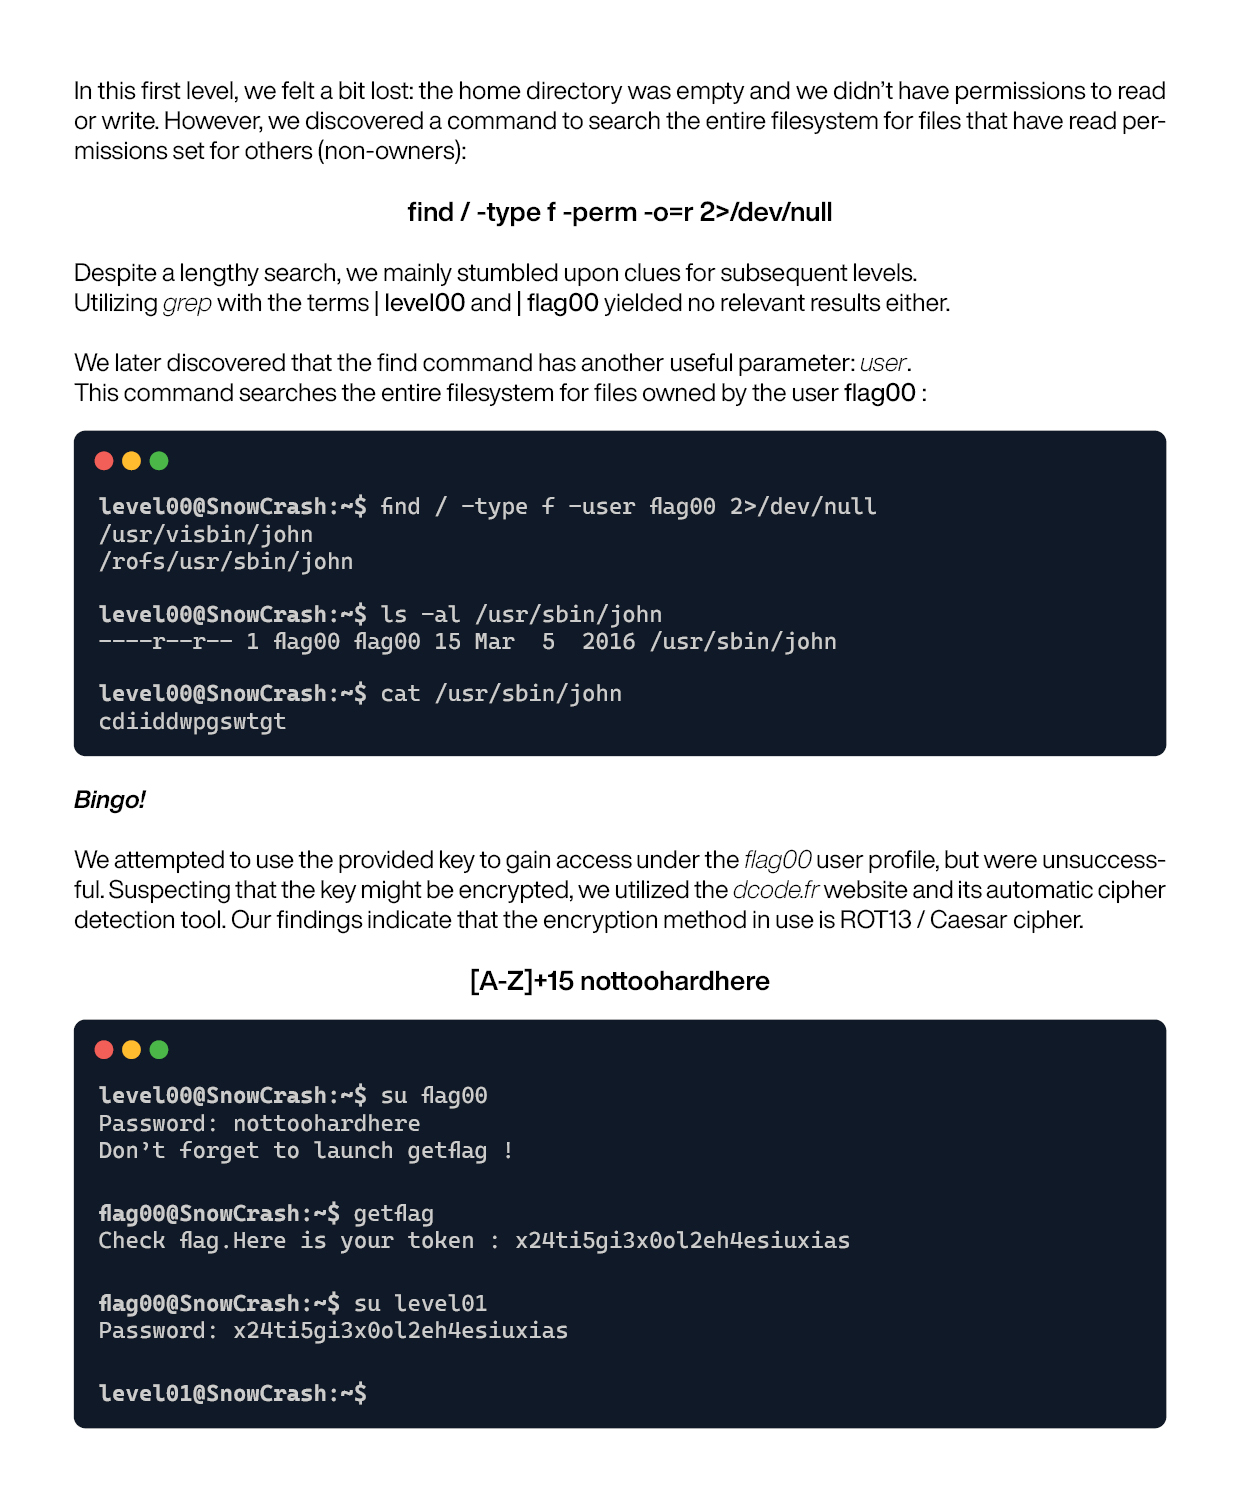 In this first level, we felt a bit lost: the home directory was empty and we didn’t have permissions to read
or write. However, we discovered a command to search the entire filesystem for files that have read per-
missions set for others (non-owners):
find / -type f -perm -o=r 2>/dev/null
Despite a lengthy search, we mainly stumbled upon clues for subsequent levels.
Utilizing grep with the terms | level00 and | flag00 yielded no relevant results either.
We later discovered that the find command has another useful parameter: user.
This command searches the entire filesystem for files owned by the user flag00 :
level00@SnowCrash:~$ find / -type f -user flag00 2>/dev/null
/usr/visbin/john
/rofs/usr/sbin/john
level00@SnowCrash:~$ ls -al /usr/sbin/john
----r--r-- 1 flag00 flag00 15 Mar  5  2016 /usr/sbin/john
level00@SnowCrash:~$ cat /usr/sbin/john
cdiiddwpgswtgt
Bingo!
We attempted to use the provided key to gain access under the flag00 user profile, but were unsuccess-
ful. Suspecting that the key might be encrypted, we utilized the dcode.fr website and its automatic cipher
detection tool. Our findings indicate that the encryption method in use is ROT13 / Caesar cipher.
[A-Z]+15 nottoohardhere
level00@SnowCrash:~$ su flag00
Password: nottoohardhere
Don’t forget to launch getflag !
flag00@SnowCrash:~$ getflag
Check flag.Here is your token : x24ti5gi3x0ol2eh4esiuxias
flag00@SnowCrash:~$ su level01
Password: x24ti5gi3x0ol2eh4esiuxias
level01@SnowCrash:~$